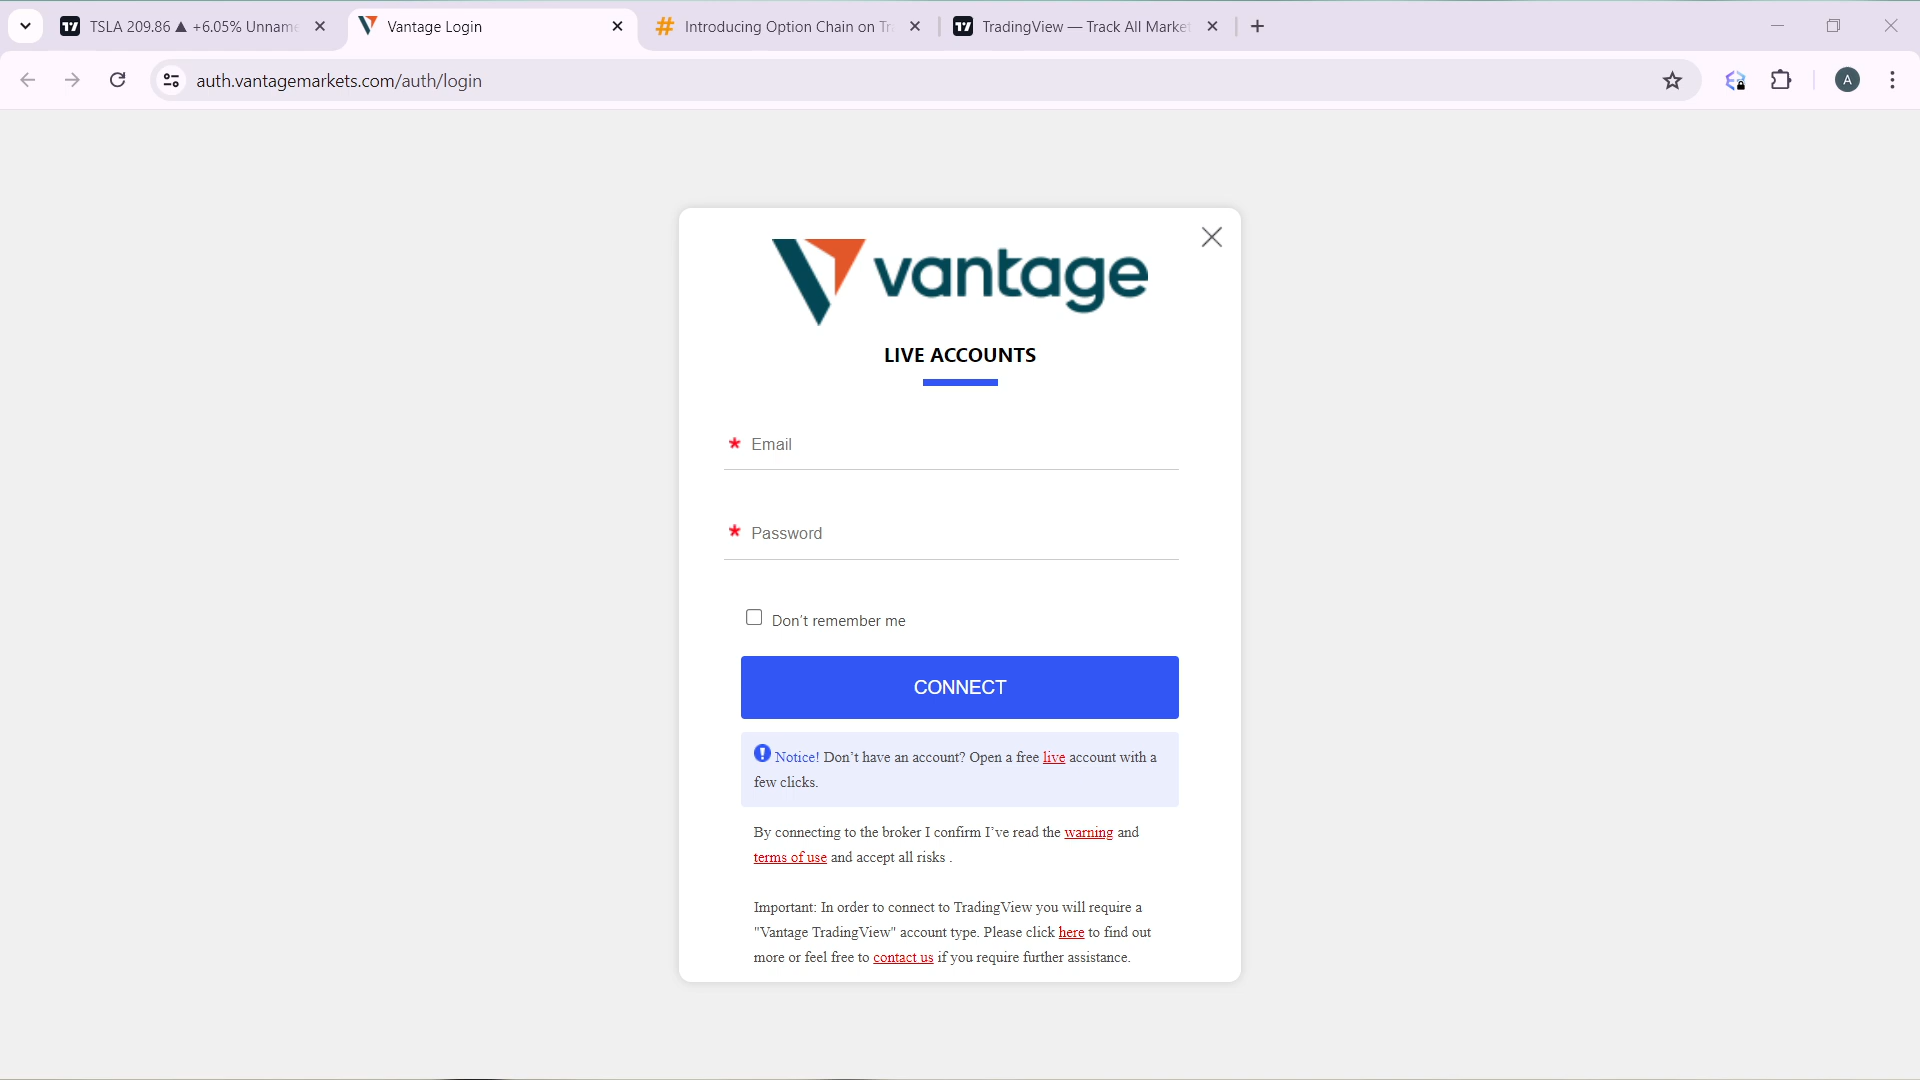 TSLA 209.86 ▲ +6.05% Unname
Vantage Login
Introducing Option Chain on Tr
TradingView — Track All Market
auth.vantagemarkets.com/auth/login
A
vantage
LIVE ACCOUNTS
* Email
* Password
Don't remember me
CONNECT
Notice! Don't have an account? Open a free live account with a
few clicks.
By connecting to the broker I confirm I've read the warning and
terms of use and accept all risks .
Important: In order to connect to TradingView you will require a
"Vantage TradingView" account type. Please click here to find out
more or feel free to contact us if you require further assistance.